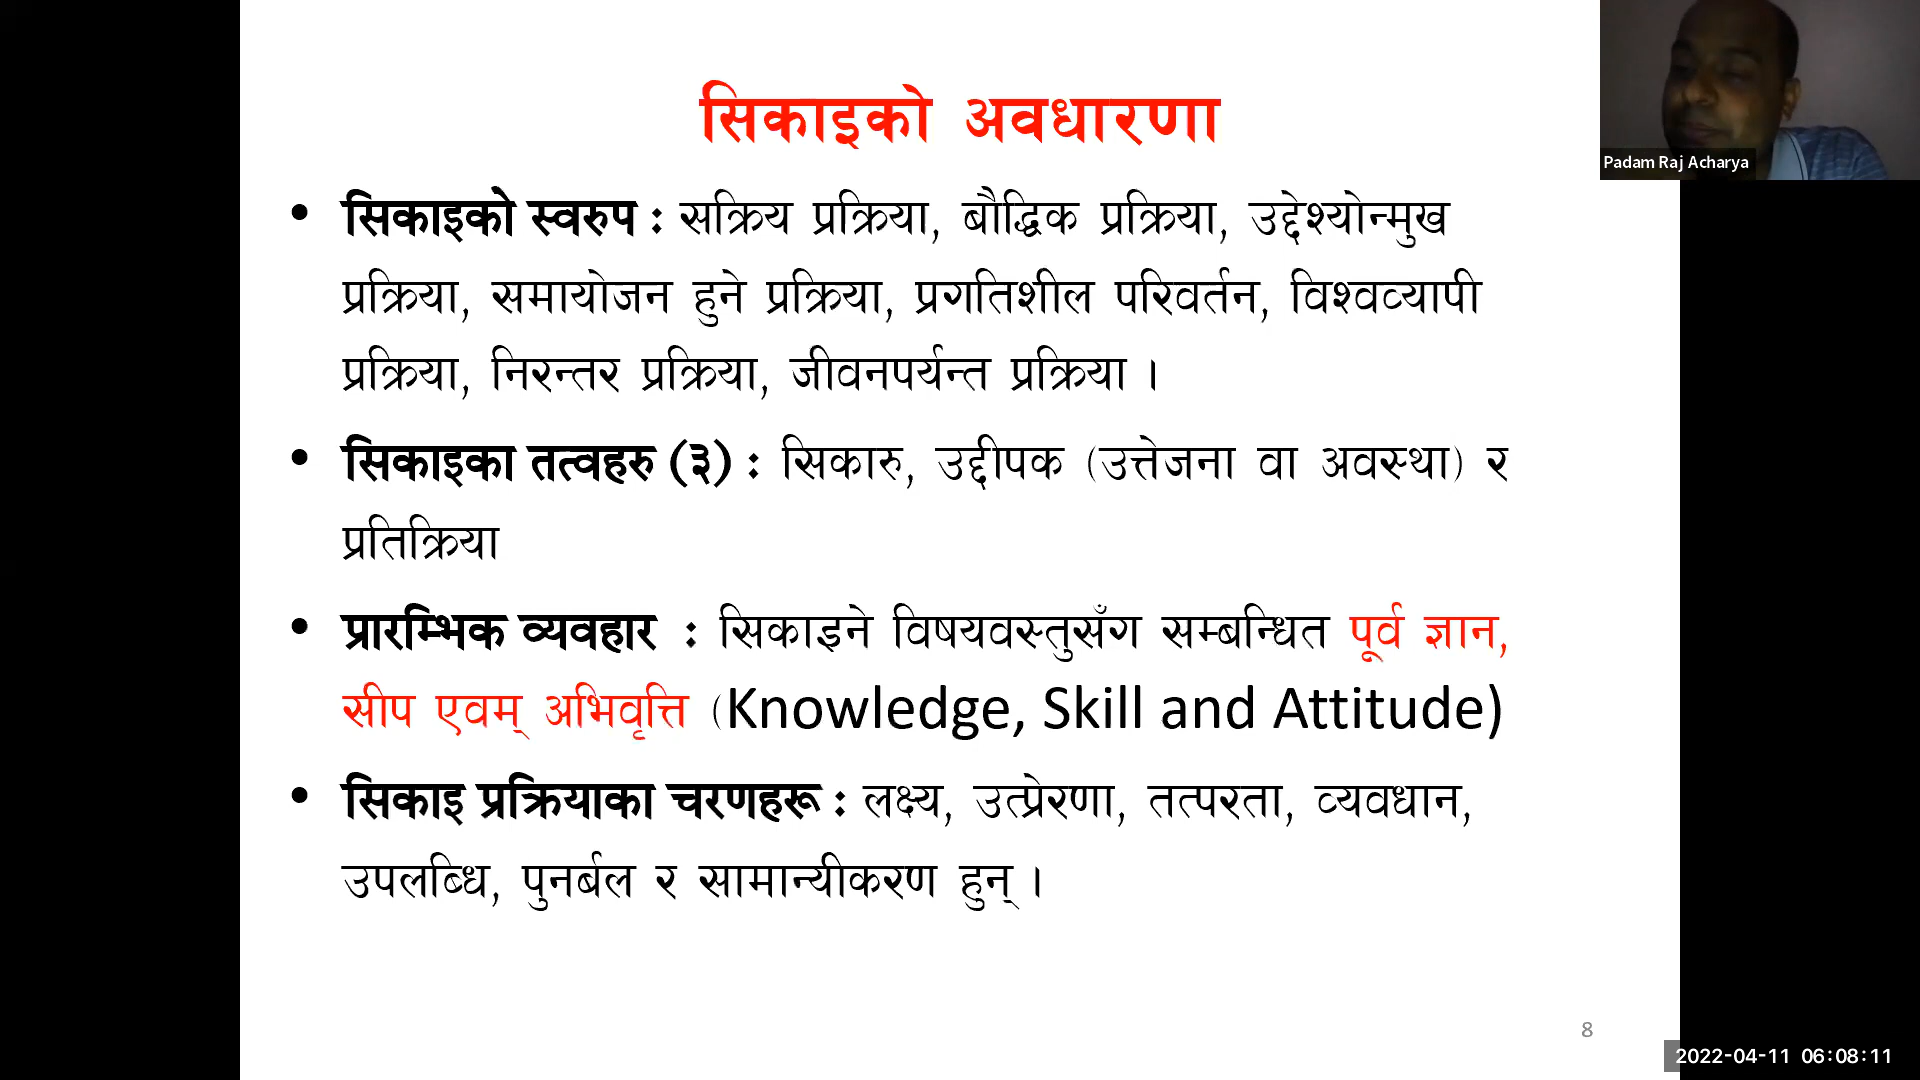 सिकाइको अवधारणा
Padam Raj Acharya
• सिकाइको स्वरुप : सक्रिय प्रक्रिया, बौद्धिक प्रक्रिया, उद्देश्योन्मुख
प्रक्रिया, समायोजन हुने प्रक्रिया, प्रगतिशील परिवर्तन, विश्वव्यापी
प्रक्रिया, निरन्तर प्रक्रिया, जीवनपर्यन्त प्रक्रिया ।
• सिकाइका तत्वहरु (३) : सिकारु, उद्दीपक (उत्तेजना वा अवस्था) र
प्रतिक्रिया
• प्रारम्भिक व्यवहार : सिकाइने विषयवस्तुसँग सम्बन्धित पूर्व ज्ञान,
सीप एवम् अभिवृत्ति (Knowledge, Skill and Attitude)
• सिकाइ प्रक्रियाका चरणहरू : लक्ष्य, उत्प्रेरणा, तत्परता, व्यवधान,
उपलब्धि, पुनर्बल र सामान्यीकरण हुन् ।
8
2022-04-11 06:08:11